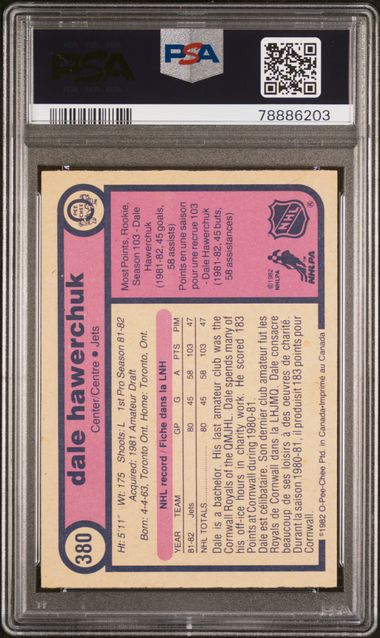 PSA
PSA
78886203
380
dale hawerchuk
Center/Centre • Jets
O-PEE-CHEE
Ht: 5'11" Wt: 175 Shoots: L 1st Pro Season 81-82
Acquired: 1981 Amateur Draft
Born: 4-4-63, Toronto Ont. Home: Toronto, Ont.
NHL record / Fiche dans la LNH
YEAR TEAM GP G A PTS PIM
81-82 Jets 80 45 58 103 47
NHL TOTALS 80 45 58 103 47
Dale is a bachelor. His last amateur club was the
Cornwall Royals of the QMJHL. Dale spends many of
his off-ice hours in charity work. He scored 183
Points at Cornwall during 1980-81.
Dale est célibataire. Son dernier club amateur fut les
Royals de Cornwall dans la LHJMQ. Dale consacre
beaucoup de ses loisirs à des oeuvres de charité.
Durant la saison 1980-81, il produisit 183 points pour
Cornwall.
Most Points, Rookie,
Season 103 - Dale
Hawerchuk
(1981-82, 45 goals,
58 assists)
Points en une saison
pour une recrue 103
- Dale Hawerchuk
(1981-82, 45 buts,
58 assistances)
©1982
NHLPA
NHLPA
NHL
®
©1982 O-Pee-Chee Ptd. in Canada-Imprimé au Canada